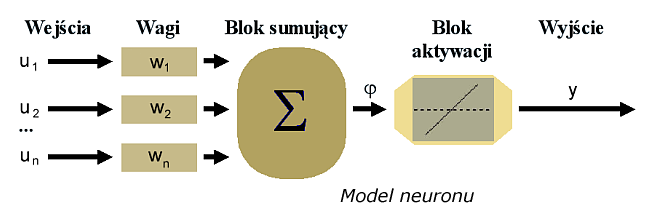 Wejścia Wagi Blok sumujący Blok aktywacji Wyjście
u1 w1
u2 w2
...
un wn
Σ
φ
y
Model neuronu